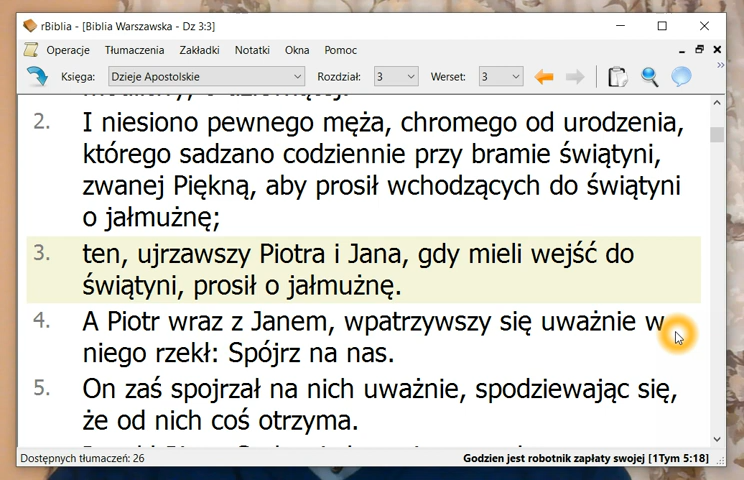 rBiblia - [Biblia Warszawska - Dz 3:3]
Operacje Tłumaczenia Zakładki Notatki Okna Pomoc
Księga: Dzieje Apostolskie Rozdział: 3 Werset: 3
2. I niesiono pewnego męża, chromego od urodzenia,
którego sadzano codziennie przy bramie świątyni,
zwanej Piękną, aby prosił wchodzących do świątyni
o jałmużnę;
3. ten, ujrzawszy Piotra i Jana, gdy mieli wejść do
świątyni, prosił o jałmużnę.
4. A Piotr wraz z Janem, wpatrzywszy się uważnie w
niego rzekł: Spójrz na nas.
5. On zaś spojrzał na nich uważnie, spodziewając się,
że od nich coś otrzyma.
Dostępnych tłumaczeń: 26 Godzien jest robotnik zapłaty swojej [1Tym 5:18]